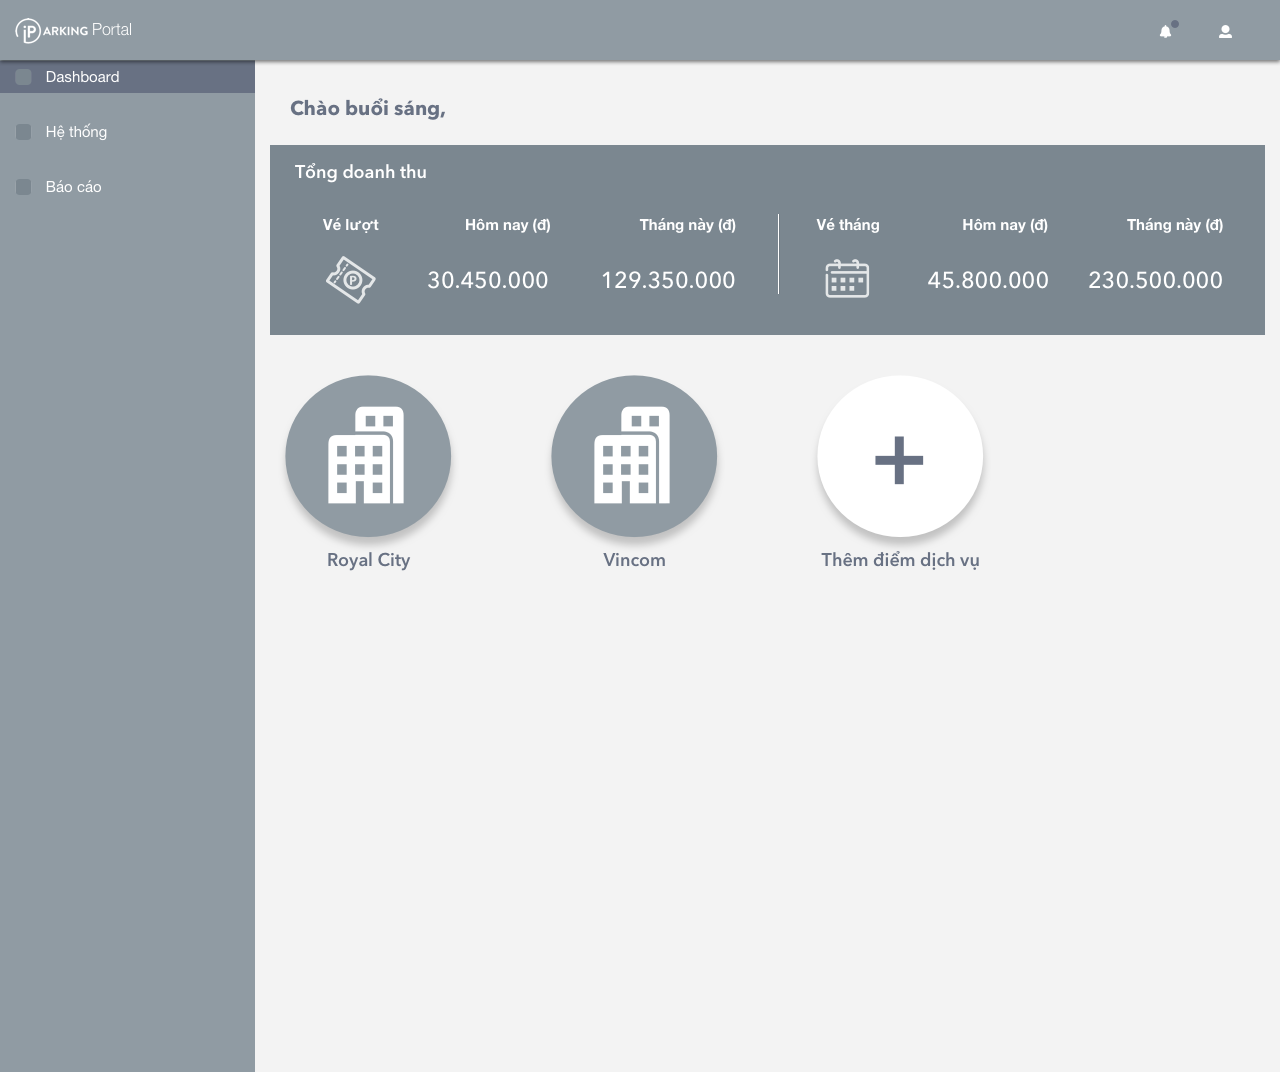 iPARKING Portal
Dashboard
Hệ thống
Báo cáo
Chào buổi sáng,
Tổng doanh thu
Vé lượt Hôm nay (đ) Tháng này (đ) Vé tháng Hôm nay (đ) Tháng này (đ)
P 30.450.000 129.350.000 45.800.000 230.500.000
Royal City Vincom Thêm điểm dịch vụ